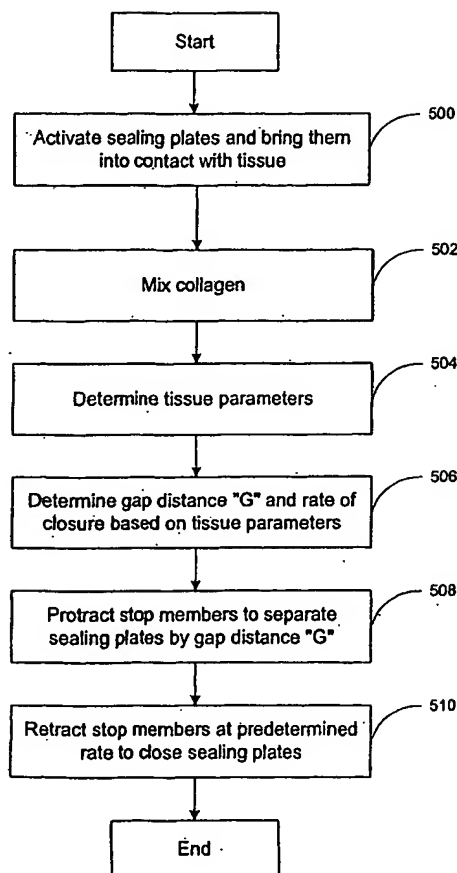 Start
500
Activate sealing plates and bring them
into contact with tissue
502
Mix collagen
504
Determine tissue parameters
506
Determine gap distance "G" and rate of
closure based on tissue parameters
508
Protract stop members to separate
sealing plates by gap distance "G"
510
Retract stop members at predetermined
rate to close sealing plates
End